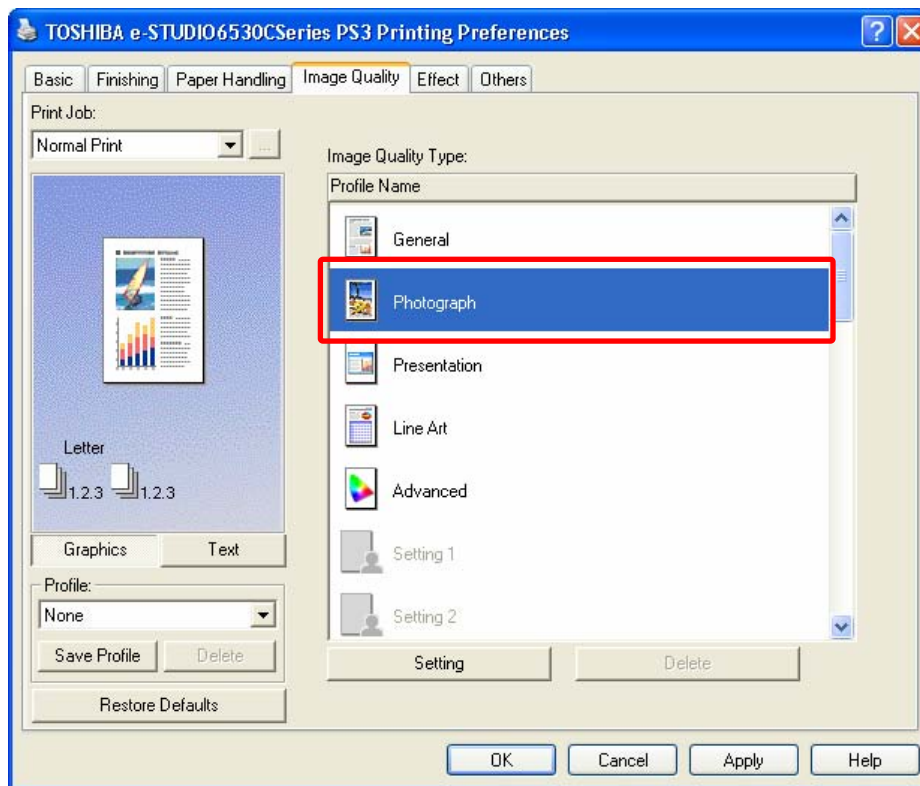 TOSHIBA e-STUDIO6530CSeries PS3 Printing Preferences
Basic Finishing Paper Handling Image Quality Effect Others
Print Job:
Normal Print ...
Image Quality Type:
Profile Name
General
Photograph
Presentation
Line Art
Advanced
Setting 1
Setting 2
Letter
1.2.3 1.2.3
Graphics Text
Profile:
None
Save Profile Delete
Restore Defaults
Setting Delete
OK Cancel Apply Help